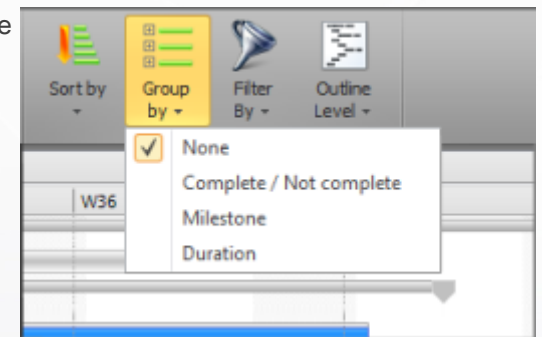 e
Sort by
Group
by
Filter
By
Outline
Level
None
Complete / Not complete
W36
Milestone
Duration